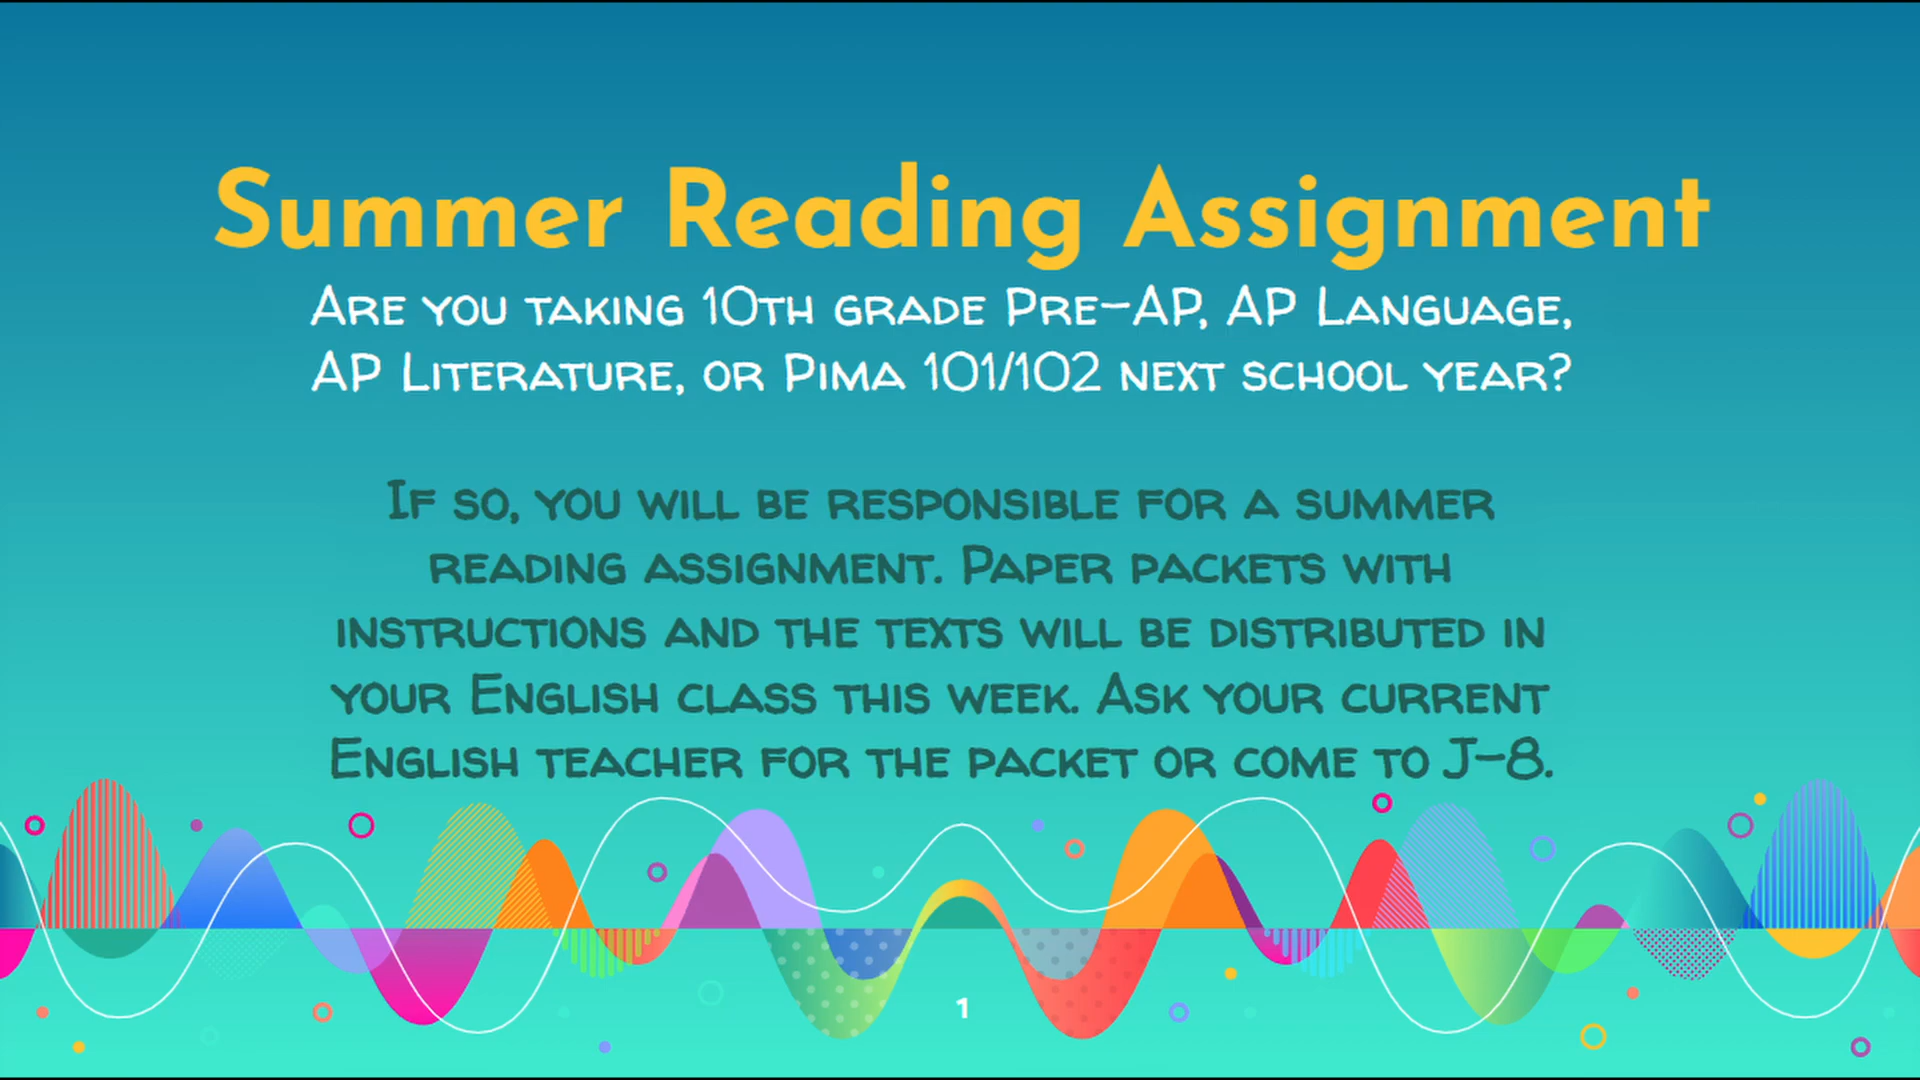 Summer Reading Assignment
Are you taking 10th grade Pre-AP, AP Language,
AP Literature, or Pima 101/102 next school year?
If so, you will be responsible for a summer
reading assignment. Paper packets with
instructions and the texts will be distributed in
your English class this week. Ask your current
English teacher for the packet or come to J-8.
1